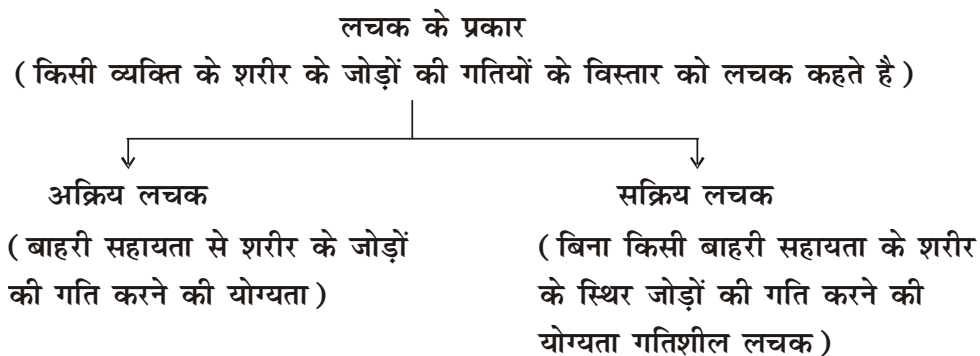 लचक के प्रकार
( किसी व्यक्ति के शरीर के जोड़ों की गतियों के विस्तार को लचक कहते है )
अक्रिय लचक
( बाहरी सहायता से शरीर के जोड़ों
की गति करने की योग्यता )
सक्रिय लचक
( बिना किसी बाहरी सहायता के शरीर
के स्थिर जोड़ों की गति करने की
योग्यता गतिशील लचक )